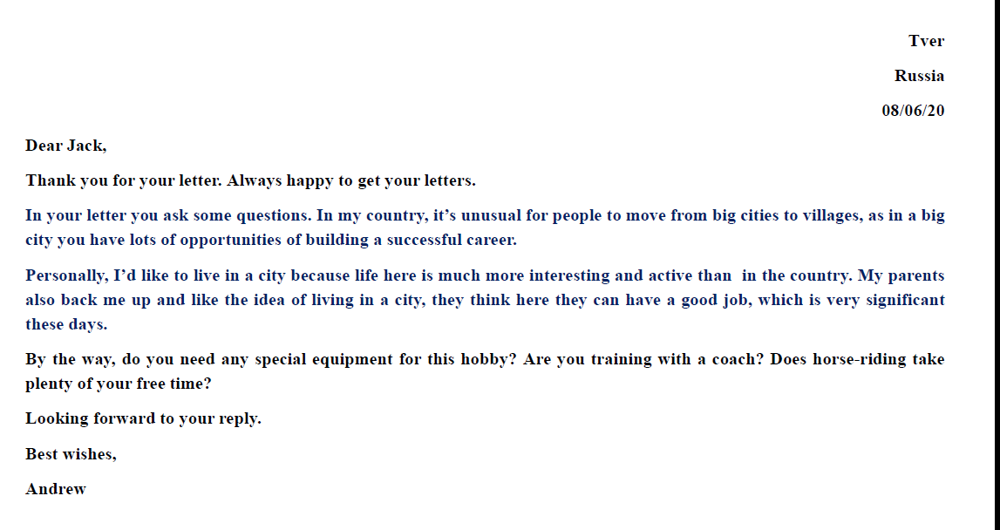 Tver
Russia
08/06/20
Dear Jack,
Thank you for your letter. Always happy to get your letters.
In your letter you ask some questions. In my country, it’s unusual for people to move from big cities to villages, as in a big
city you have lots of opportunities of building a successful career.
Personally, I’d like to live in a city because life here is much more interesting and active than  in the country. My parents
also back me up and like the idea of living in a city, they think here they can have a good job, which is very significant
these days.
By the way, do you need any special equipment for this hobby? Are you training with a coach? Does horse-riding take
plenty of your free time?
Looking forward to your reply.
Best wishes,
Andrew